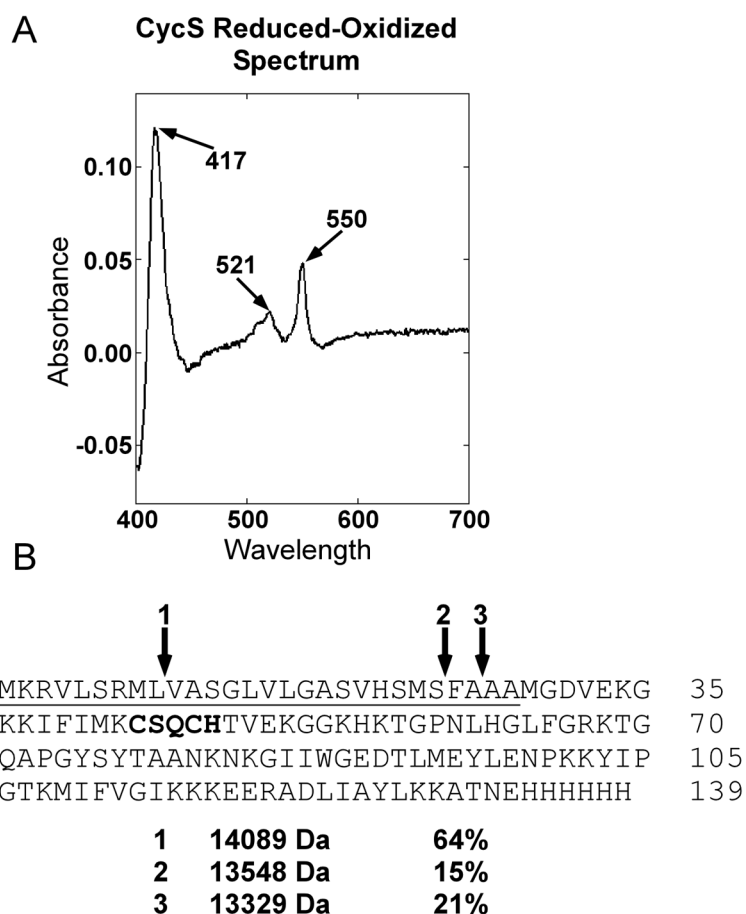 A
CycS Reduced-Oxidized
Spectrum
0.10
0.05
0.00
-0.05
Absorbance
417
521
550
400 500 600 700
Wavelength
B
1 2 3
MKRVLSRMLVASGLVLGASVHSMSFAAAMGDVEKG 35
KKIFIMKCSQCHTVEKGGKHKTGPNLHGLFGRKTG 70
QAPGYSYTAANKNKGIIWGEDTLMEYLENPKKYIP 105
GTKMIFVGIKKKEERADLIAYLKKATNEHHHHHH 139
1 14089 Da 64%
2 13548 Da 15%
3 13329 Da 21%